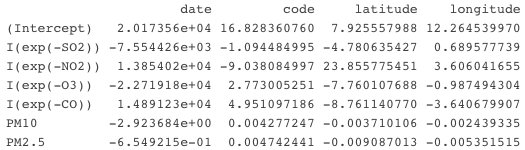 date code latitude longitude
(Intercept) 2.017356e+04 16.828360760 7.925557988 12.264539970
I(exp(-SO2)) -7.554426e+03 -1.094484995 -4.780635427 0.689577739
I(exp(-NO2)) 1.385402e+04 -9.038084997 23.855775451 3.606041655
I(exp(-O3)) -2.271918e+04 2.773005251 -7.760107688 -0.987494304
I(exp(-CO)) 1.489123e+04 4.951097186 -8.761140770 -3.640679907
PM10 -2.923684e+00 0.004277247 -0.003710106 -0.002439335
PM2.5 -6.549215e-01 0.004742441 -0.009087013 -0.005351515